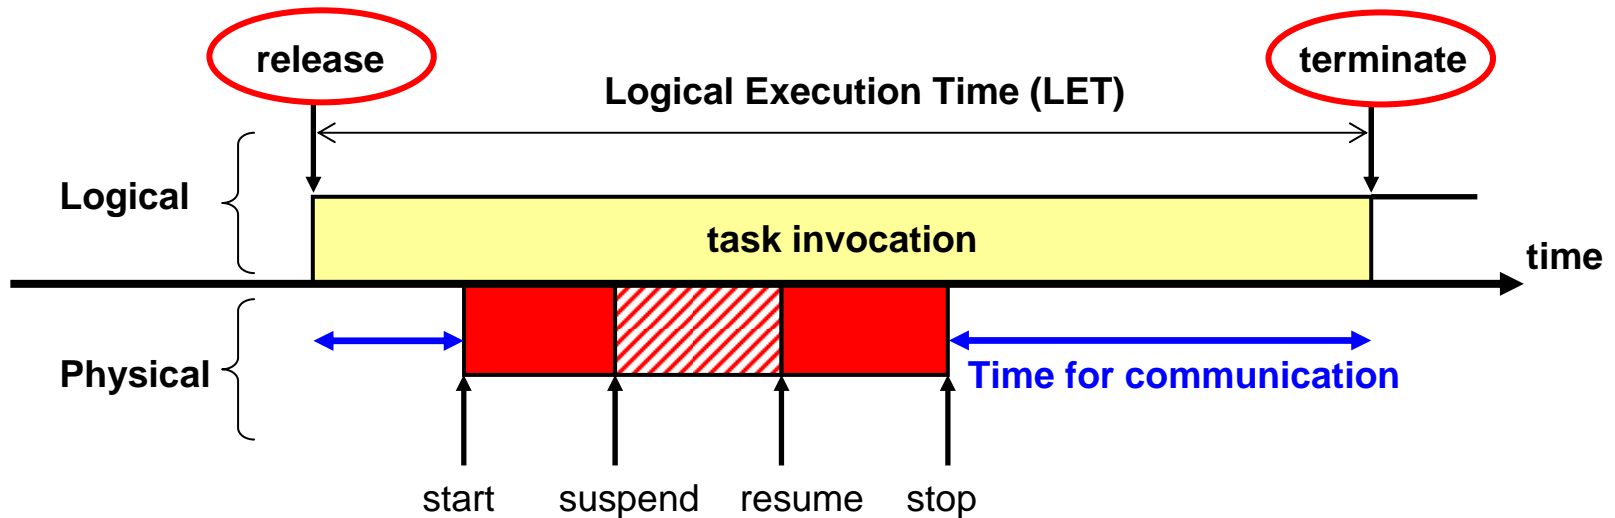 release
terminate
Logical Execution Time (LET)
Logical
task invocation
time
Physical
Time for communication
start
suspend
resume
stop